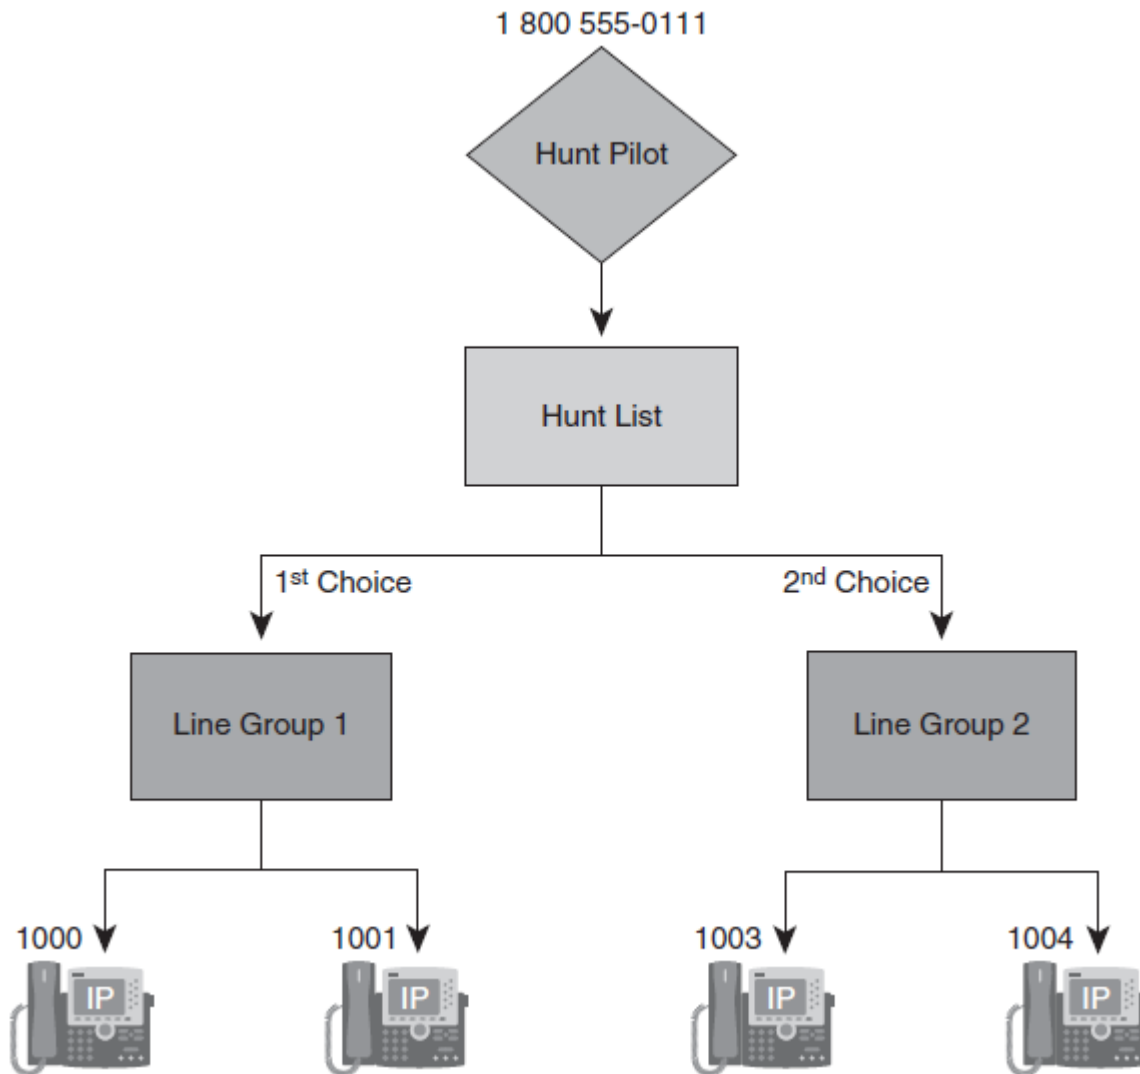 1 800 555-0111
Hunt Pilot
Hunt List
1st Choice
2nd Choice
Line Group 1
Line Group 2
1000
1001
1003
1004
IP
IP
IP
IP